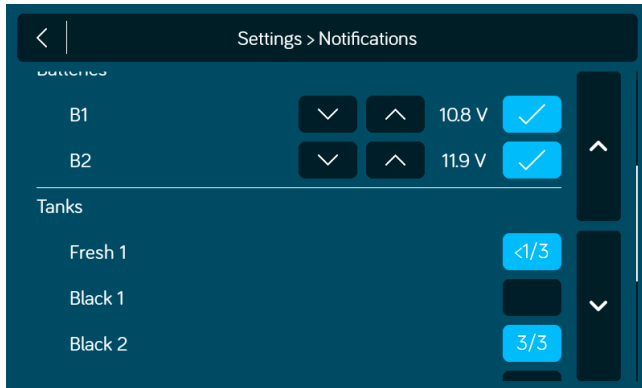 Settings > Notifications
Batteries
B1 10.8 V
B2 11.9 V
Tanks
Fresh 1 <1/3
Black 1
Black 2 3/3